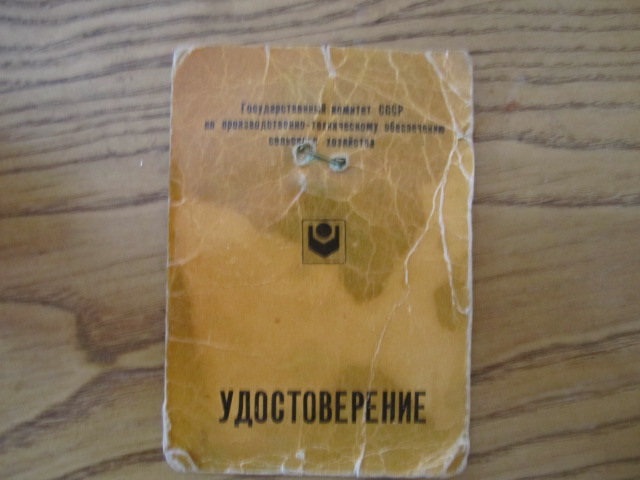 Государственный комитет СССР
по производственно-техническому обеспечению
сельского хозяйства
УДОСТОВЕРЕНИЕ